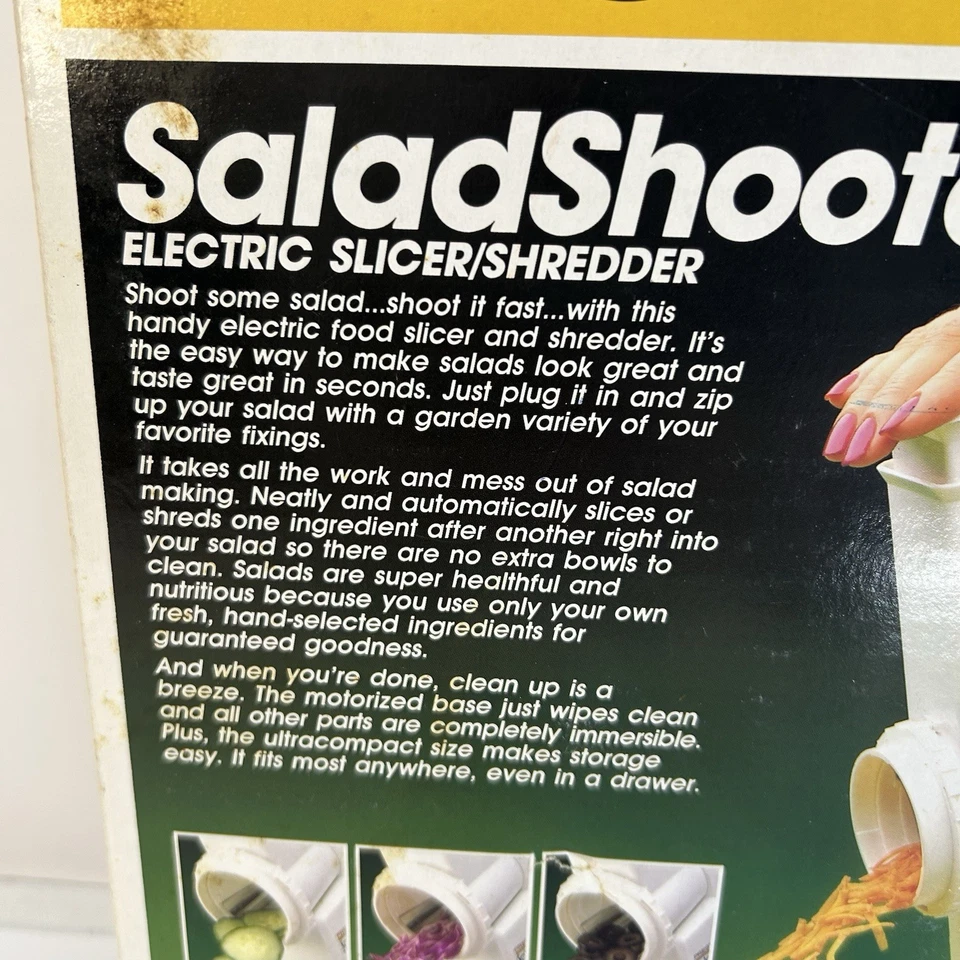 SaladShoote
ELECTRIC SLICER/SHREDDER
Shoot some salad...shoot it fast...with this
handy electric food slicer and shredder. It's
the easy way to make salads look great and
taste great in seconds. Just plug it in and zip
up your salad with a garden variety of your
favorite fixings.
It takes all the work and mess out of salad
making. Neatly and automatically slices or
shreds one ingredient after another right into
your salad so there are no extra bowls to
clean. Salads are super healthful and
nutritious because you use only your own
fresh, hand-selected ingredients for
guaranteed goodness.
And when you're done, clean up is a
breeze. The motorized base just wipes clean
and all other parts are completely immersible.
Plus, the ultracompact size makes storage
easy. It fits most anywhere, even in a drawer.